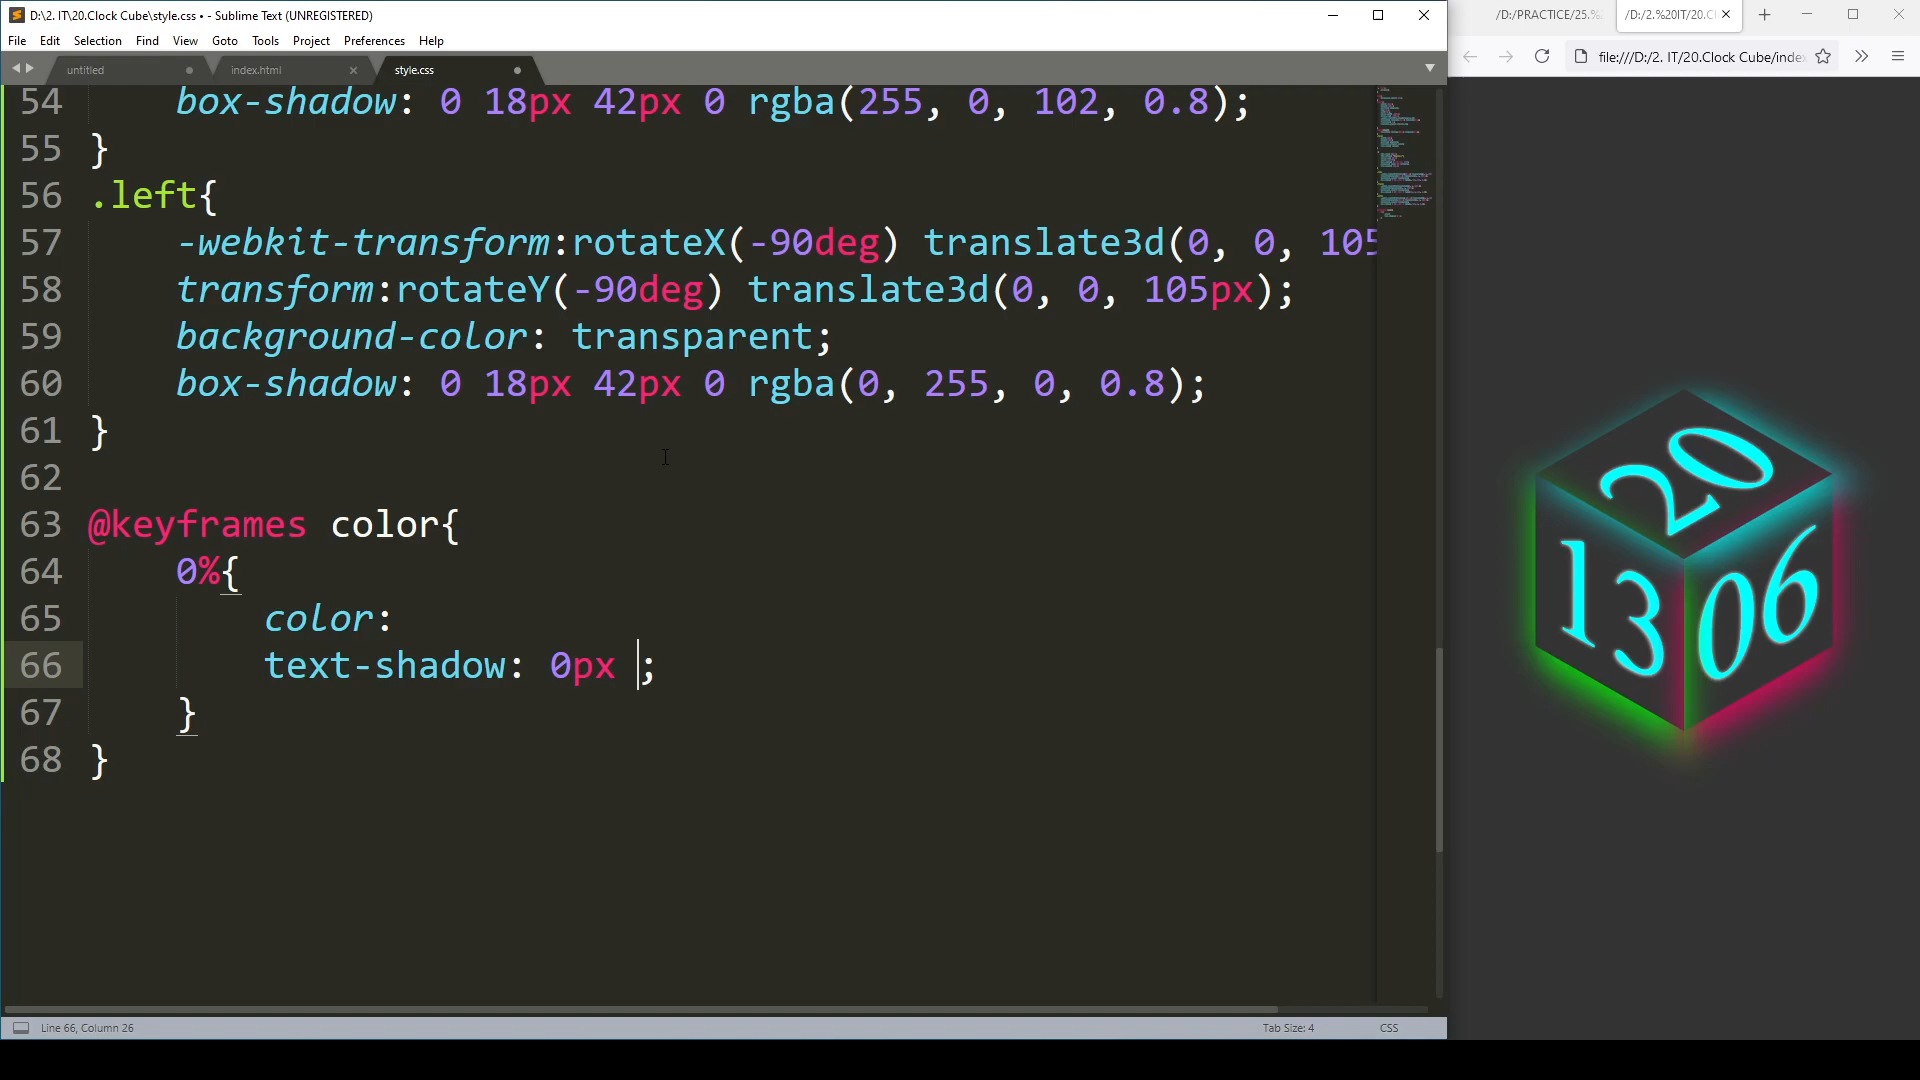 D:\2. IT\20.Clock Cube\style.css • - Sublime Text (UNREGISTERED)
File Edit Selection Find View Goto Tools Project Preferences Help
untitled index.html style.css
54 box-shadow: 0 18px 42px 0 rgba(255, 0, 102, 0.8);
55 }
56 .left{
57 -webkit-transform:rotateX(-90deg) translate3d(0, 0, 105
58 transform:rotateY(-90deg) translate3d(0, 0, 105px);
59 background-color: transparent;
60 box-shadow: 0 18px 42px 0 rgba(0, 255, 0, 0.8);
61 }
62
63 @keyframes color{
64 0%{
65 color:
66 text-shadow: 0px ;
67 }
68 }
Line 66, Column 26 Tab Size: 4 CSS
/D:/PRACTICE/25.% /D:/2.%20IT/20.Cl
file:///D:/2. IT/20.Clock Cube/index
20
13 06